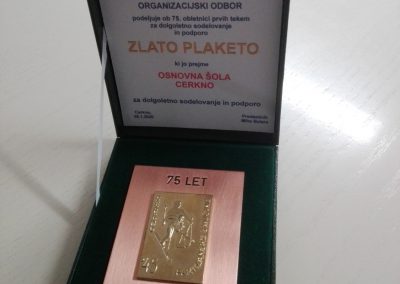 ORGANIZACIJSKI ODBOR
podeljuje ob 75. obletnici prvih tekem
za dolgoletno sodelovanje
in podporo
ZLATO PLAKETO
ki jo prejme
OSNOVNA ŠOLA
CERKNO
za dolgoletno sodelovanje in podporo
Cerkno,
Predsednik
75 LET